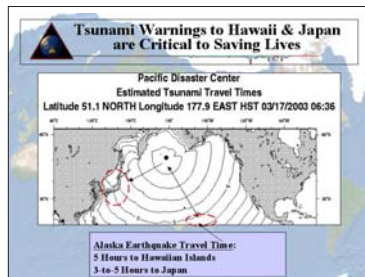 Tsunami Warnings to Hawaii & Japan
are Critical to Saving Lives
Pacific Disaster Center
Estimated Tsunami Travel Times
Latitude 51.1 NORTH Longitude 177.9 EAST HST 03/17/2003 06:36
Alaska Earthquake Travel Time:
5 Hours to Hawaiian Islands
3-to-5 Hours to Japan